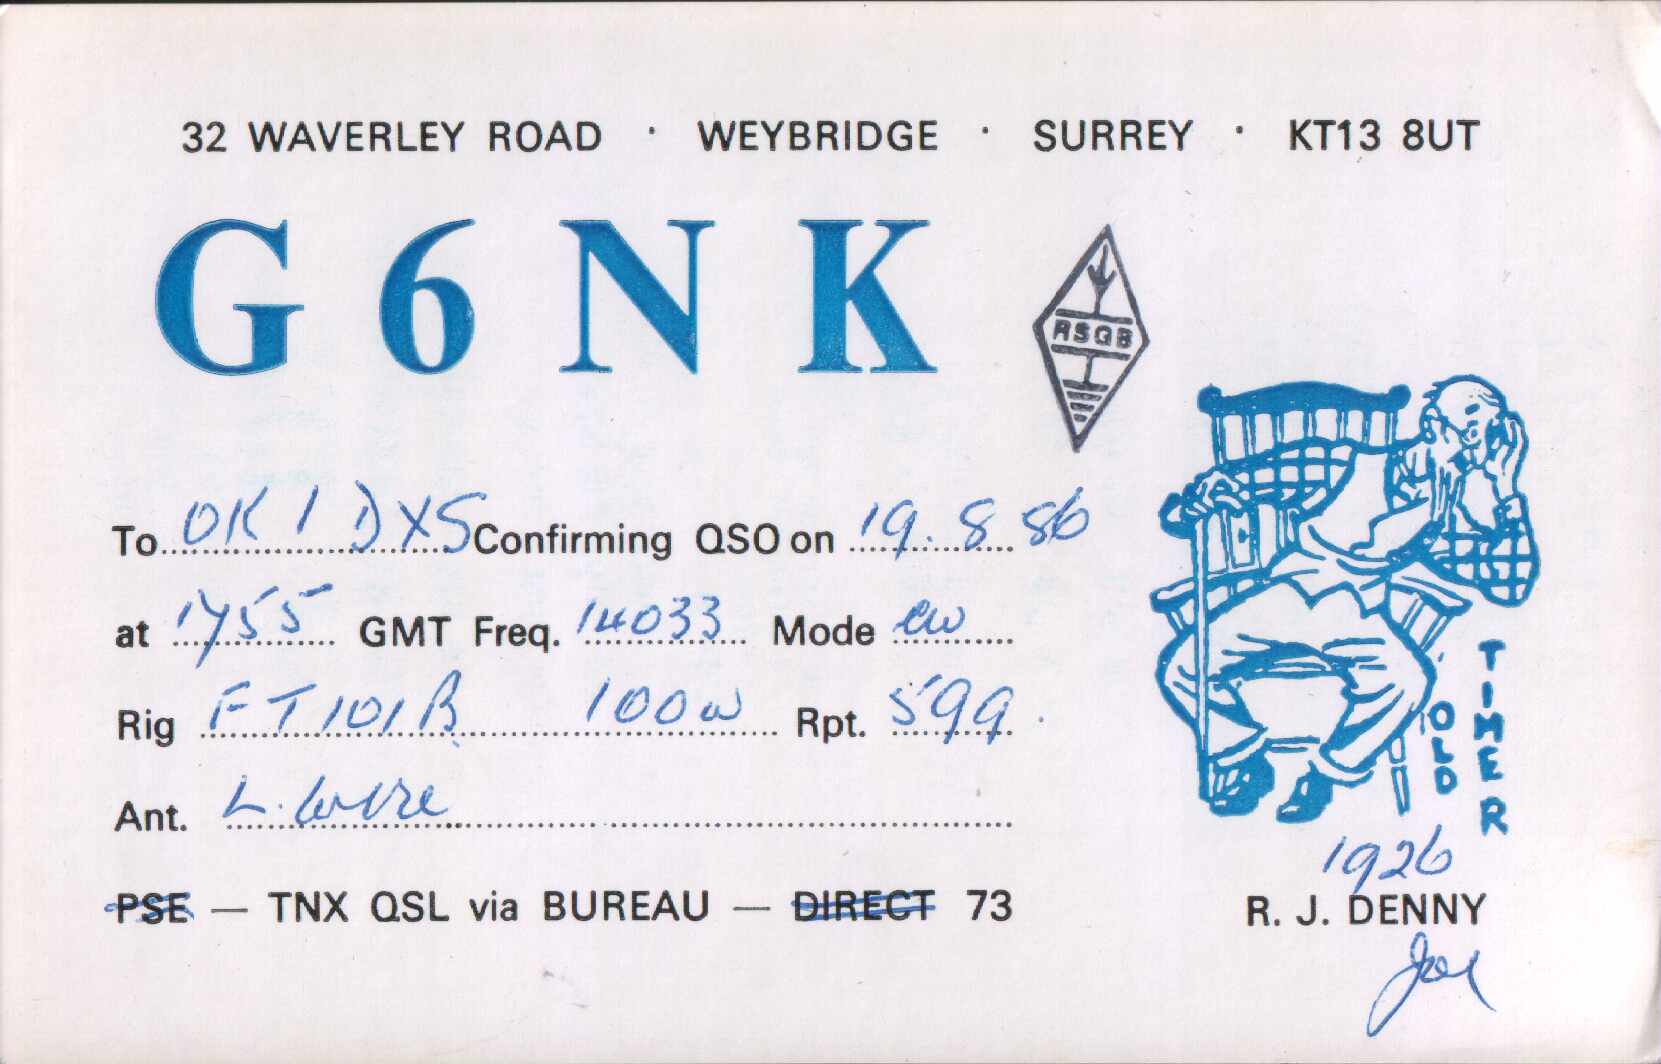 32 WAVERLEY ROAD · WEYBRIDGE · SURREY · KT13 8UT
G6NK
RSGB
To OK1DXS Confirming QSO on 19.8.86
at 1755 GMT Freq. 14033 Mode CW
Rig FT101B 100w Rpt. 599.
Ant. L. Wire
OLD TIMER
1926
PSE — TNX QSL via BUREAU — DIRECT 73
R. J. DENNY
Joe